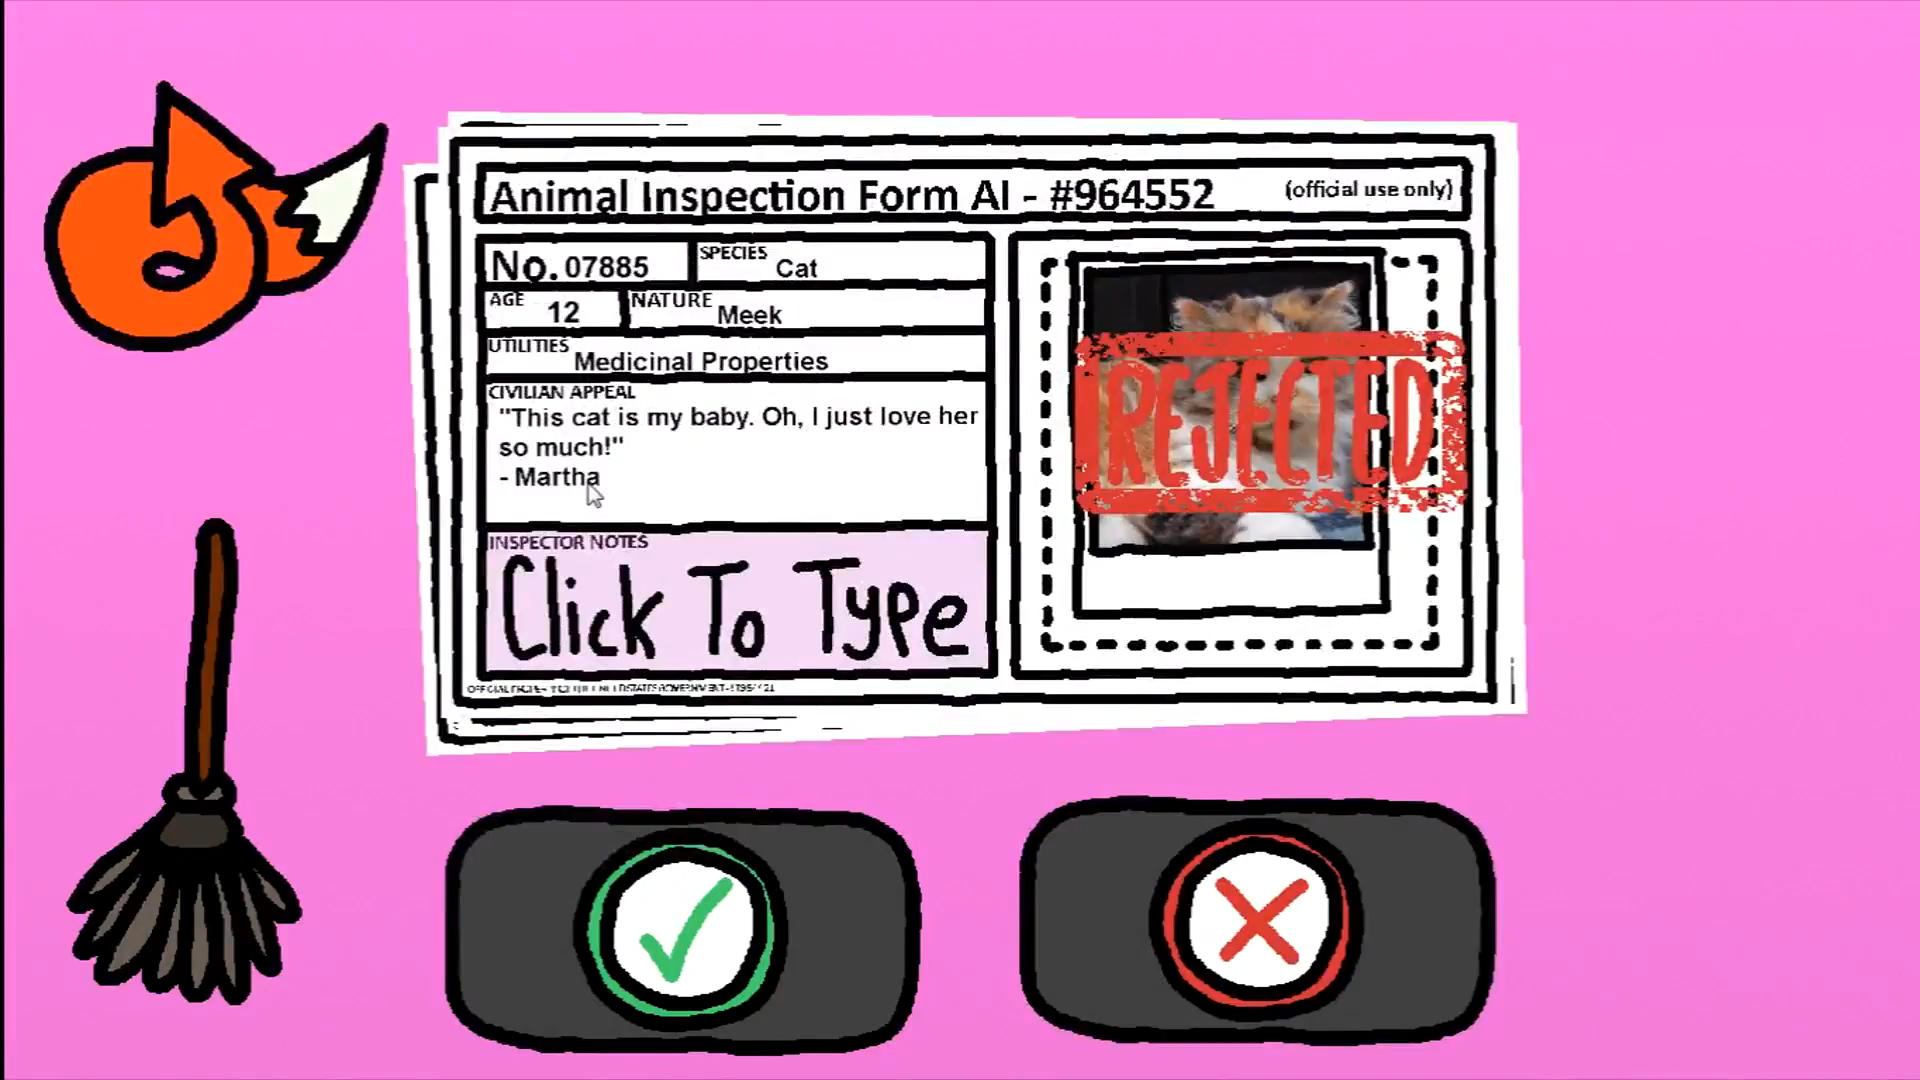 Animal Inspection Form AI - #964552
(official use only)
No. 07885
SPECIES Cat
AGE 12
NATURE Meek
UTILITIES Medicinal Properties
CIVILIAN APPEAL
"This cat is my baby. Oh, I just love her
so much!"
- Martha
INSPECTOR NOTES
Click To Type
REJECTED